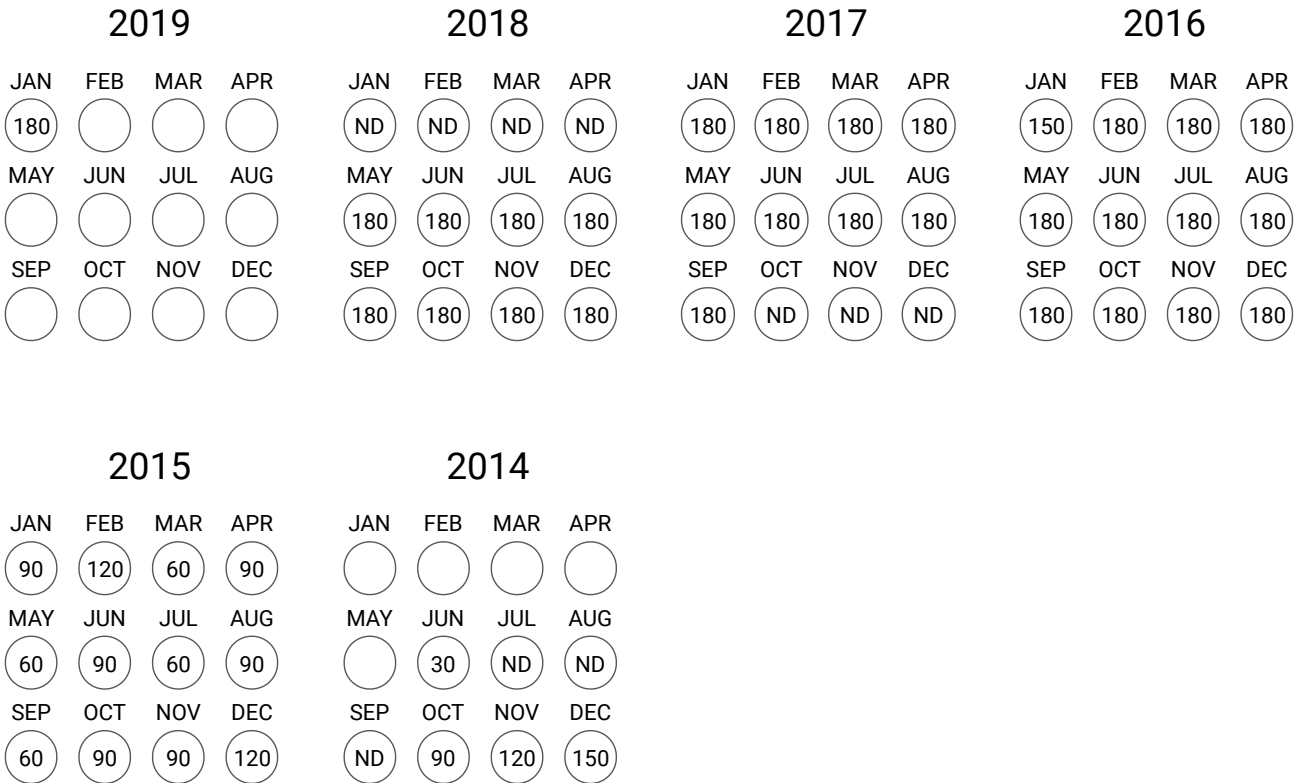 2019 2018 2017 2016
JAN FEB MAR APR JAN FEB MAR APR JAN FEB MAR APR JAN FEB MAR APR
180 ND ND ND ND 180 180 180 180 150 180 180 180
MAY JUN JUL AUG MAY JUN JUL AUG MAY JUN JUL AUG MAY JUN JUL AUG
180 180 180 180 180 180 180 180 180 180 180 180
SEP OCT NOV DEC SEP OCT NOV DEC SEP OCT NOV DEC SEP OCT NOV DEC
180 180 180 180 180 ND ND ND 180 180 180 180
2015 2014
JAN FEB MAR APR JAN FEB MAR APR
90 120 60 90
MAY JUN JUL AUG MAY JUN JUL AUG
60 90 60 90 30 ND ND
SEP OCT NOV DEC SEP OCT NOV DEC
60 90 90 120 ND 90 120 150